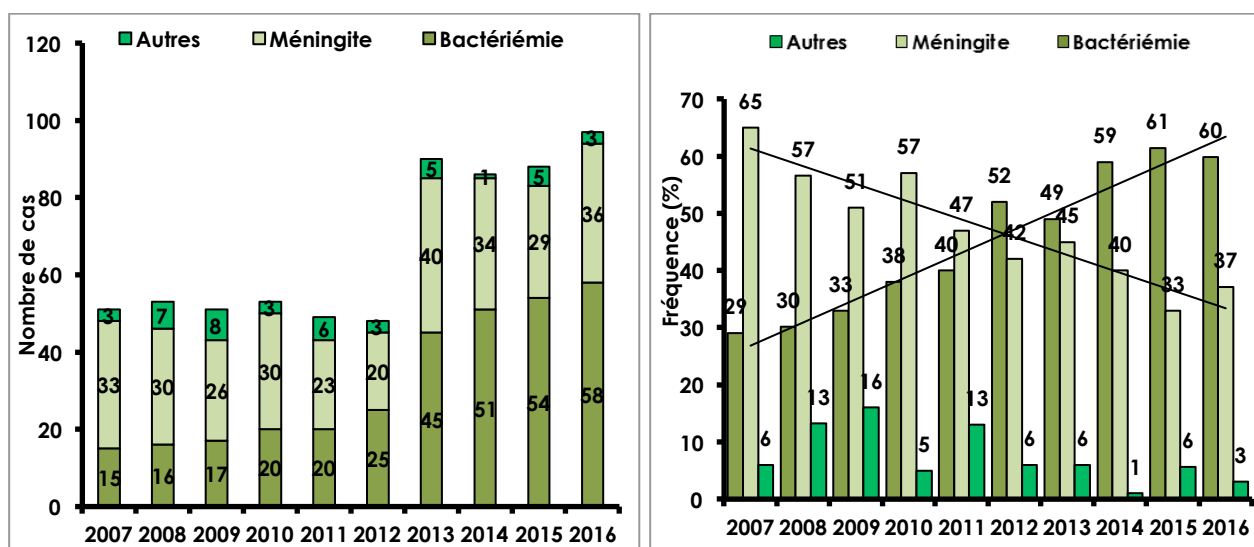 Autres Méningite Bactériémie
Nombre de cas
120
100
80
60
40
20
0
3 7 8 3 6 3 5 1 5 3
33 30 26 30 23 20 40 34 29 36
15 16 17 20 20 25 45 51 54 58
2007 2008 2009 2010 2011 2012 2013 2014 2015 2016
Autres Méningite Bactériémie
Fréquence (%)
70
60
50
40
30
20
10
0
29 65 6
30 57 13
33 51 16
38 57 5
40 47 13
52 42 6
49 45 6
59 40 1
61 33 6
60 37 3
2007 2008 2009 2010 2011 2012 2013 2014 2015 2016